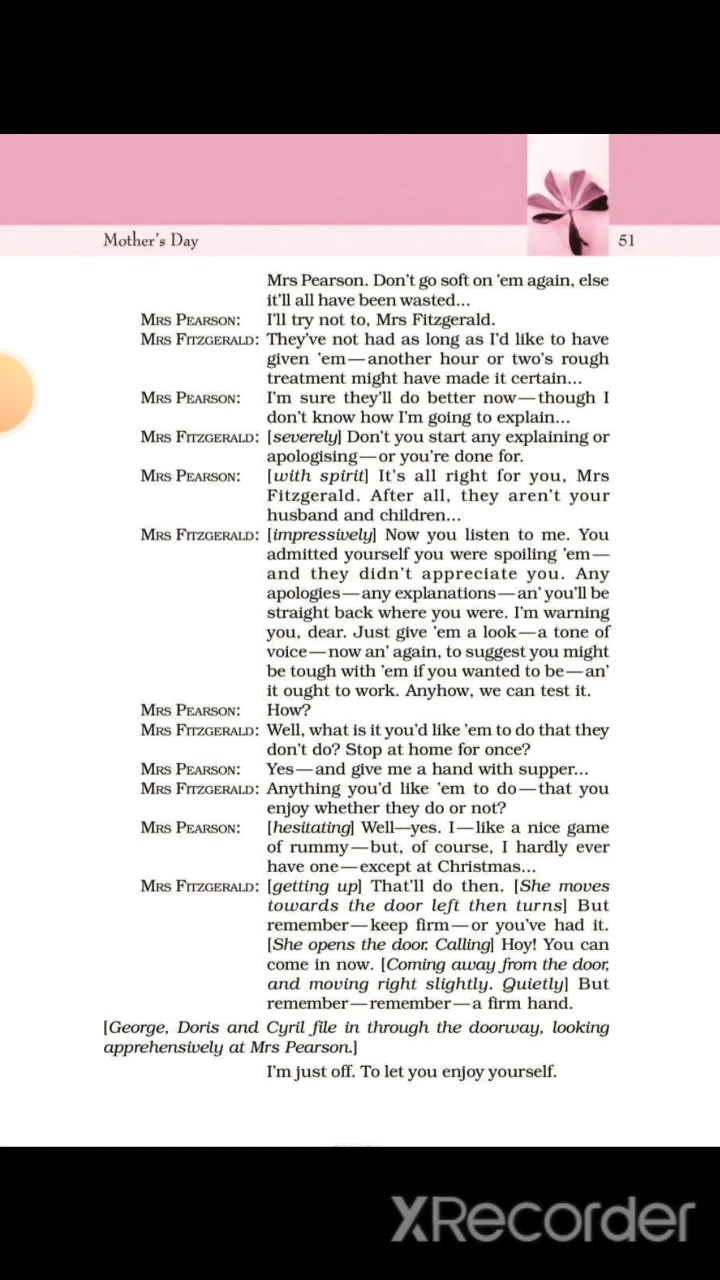 Mother's Day
51
Mrs Pearson. Don't go soft on 'em again, else
it'll all have been wasted...
MRS PEARSON: I'll try not to, Mrs Fitzgerald.
MRS FITZGERALD: They've not had as long as I'd like to have
given 'em—another hour or two's rough
treatment might have made it certain...
MRS PEARSON: I'm sure they'll do better now—though I
don't know how I'm going to explain...
MRS FITZGERALD: [severely] Don't you start any explaining or
apologising—or you're done for.
MRS PEARSON: [with spirit] It's all right for you, Mrs
Fitzgerald. After all, they aren't your
husband and children...
MRS FITZGERALD: [impressively] Now you listen to me. You
admitted yourself you were spoiling 'em—
and they didn't appreciate you. Any
apologies—any explanations—an' you'll be
straight back where you were. I'm warning
you, dear. Just give 'em a look—a tone of
voice—now an' again, to suggest you might
be tough with 'em if you wanted to be—an'
it ought to work. Anyhow, we can test it.
MRS PEARSON: How?
MRS FITZGERALD: Well, what is it you'd like 'em to do that they
don't do? Stop at home for once?
MRS PEARSON: Yes—and give me a hand with supper...
MRS FITZGERALD: Anything you'd like 'em to do—that you
enjoy whether they do or not?
MRS PEARSON: [hesitating] Well—yes. I—like a nice game
of rummy—but, of course, I hardly ever
have one—except at Christmas...
MRS FITZGERALD: [getting up] That'll do then. [She moves
towards the door left then turns] But
remember—keep firm—or you've had it.
[She opens the door. Calling] Hoy! You can
come in now. [Coming away from the door,
and moving right slightly. Quietly] But
remember—remember—a firm hand.
[George, Doris and Cyril file in through the doorway, looking
apprehensively at Mrs Pearson.]
I'm just off. To let you enjoy yourself.
XRecorder